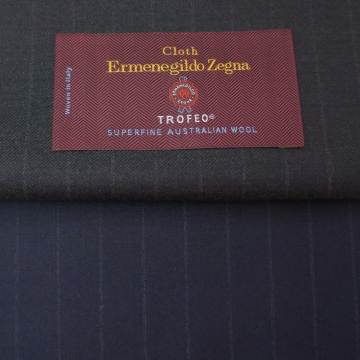 Cloth
Ermenegildo Zegna
TROFEO®
SUPERFINE AUSTRALIAN WOOL
Woven in Italy